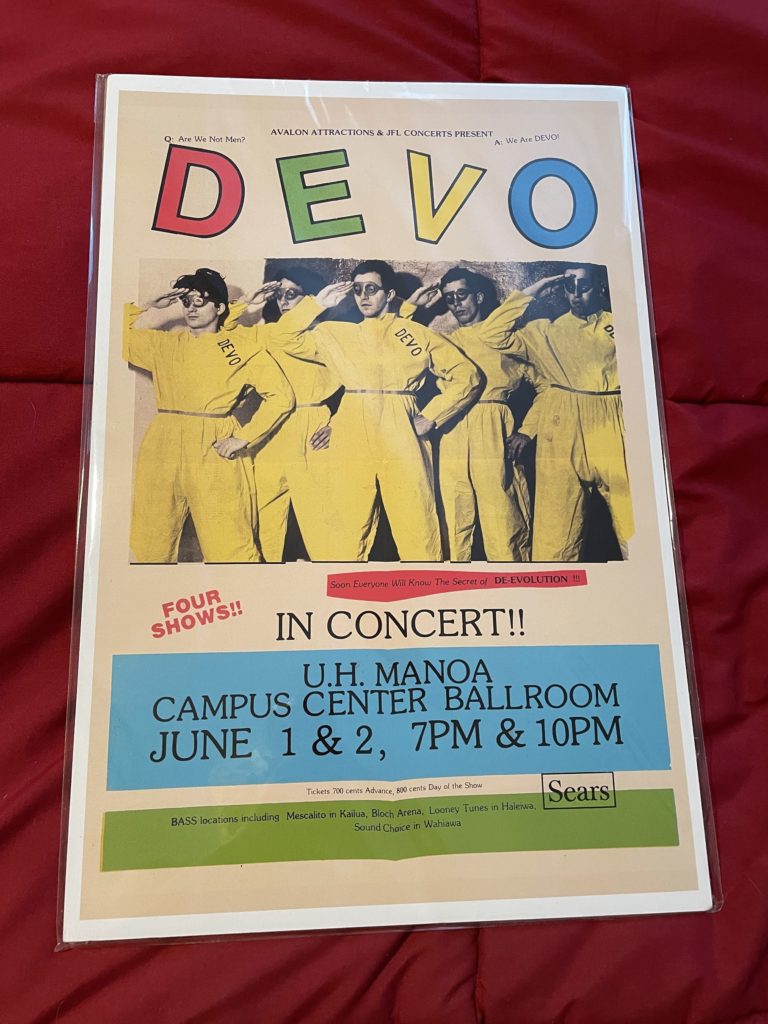 AVALON ATTRACTIONS & JFL CONCERTS PRESENT
Q: Are We Not Men?
A: We Are DEVO!
DEVO
DEVO
DEVO
D
Soon Everyone Will Know The Secret of DE-EVOLUTION !!!
FOUR
SHOWS!!
IN CONCERT!!
U.H. MANOA
CAMPUS CENTER BALLROOM
JUNE 1 & 2, 7PM & 10PM
Tickets 700 cents Advance, 800 cents Day of the Show
Sears
BASS locations including Mescalito in Kailua, Bloch Arena, Looney Tunes in Haleiwa,
Sound Choice in Wahiawa